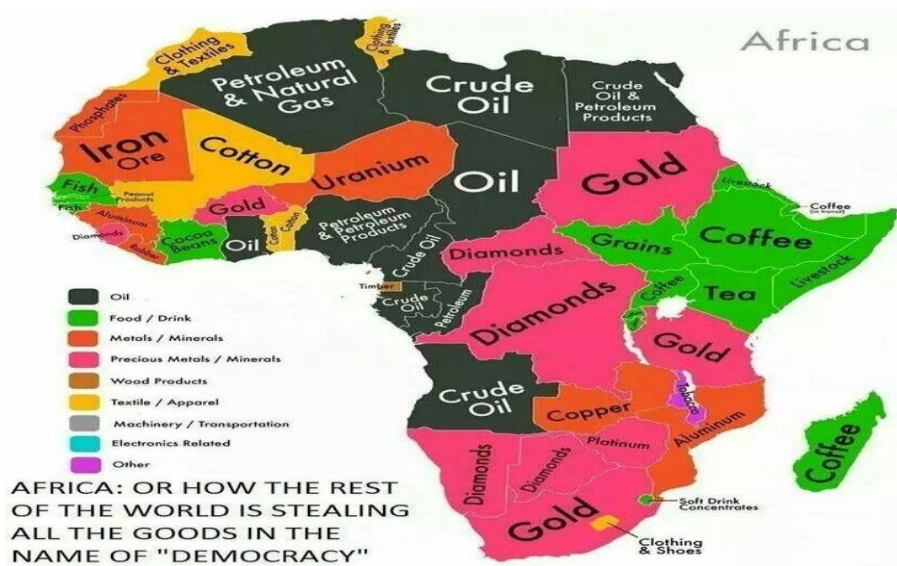 Africa
Clothing
& Textiles
Clothing
& Textiles
Petroleum
& Natural
Gas
Crude
Oil
Crude
Oil &
Petroleum
Products
Phosphates
Iron
Ore
Cotton
Uranium
Oil
Gold
Livestock
Coffee
(in transit)
Fish
Peanut
Products
Fish
Aluminum
Diamonds
Rubber
Cocoa
Beans
Gold
Oil
Cotton
Cotton
Petroleum
& Petroleum
Products
Crude Oil
Diamonds
Grains
Coffee
Livestock
Timber
Crude
Oil
Petroleum
Diamonds
Coffee
Tea
Gold
Oil
Food / Drink
Metals / Minerals
Precious Metals / Minerals
Wood Products
Textile / Apparel
Machinery / Transportation
Electronics Related
Other
Crude
Oil
Copper
Tobacco
Aluminum
Diamonds
Diamonds
Platinum
Coffee
Gold
Soft Drink
Concentrates
Clothing
& Shoes
AFRICA: OR HOW THE REST
OF THE WORLD IS STEALING
ALL THE GOODS IN THE
NAME OF "DEMOCRACY"